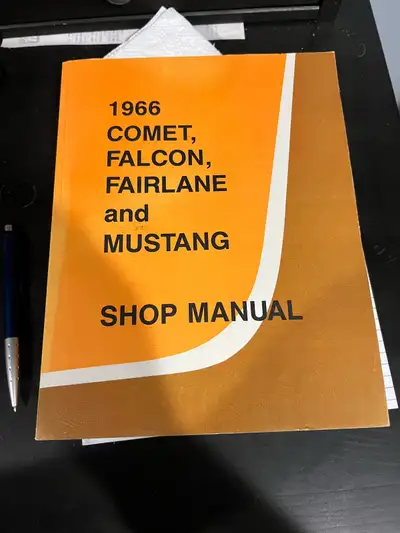 1966
COMET,
FALCON,
FAIRLANE
and
MUSTANG
SHOP MANUAL